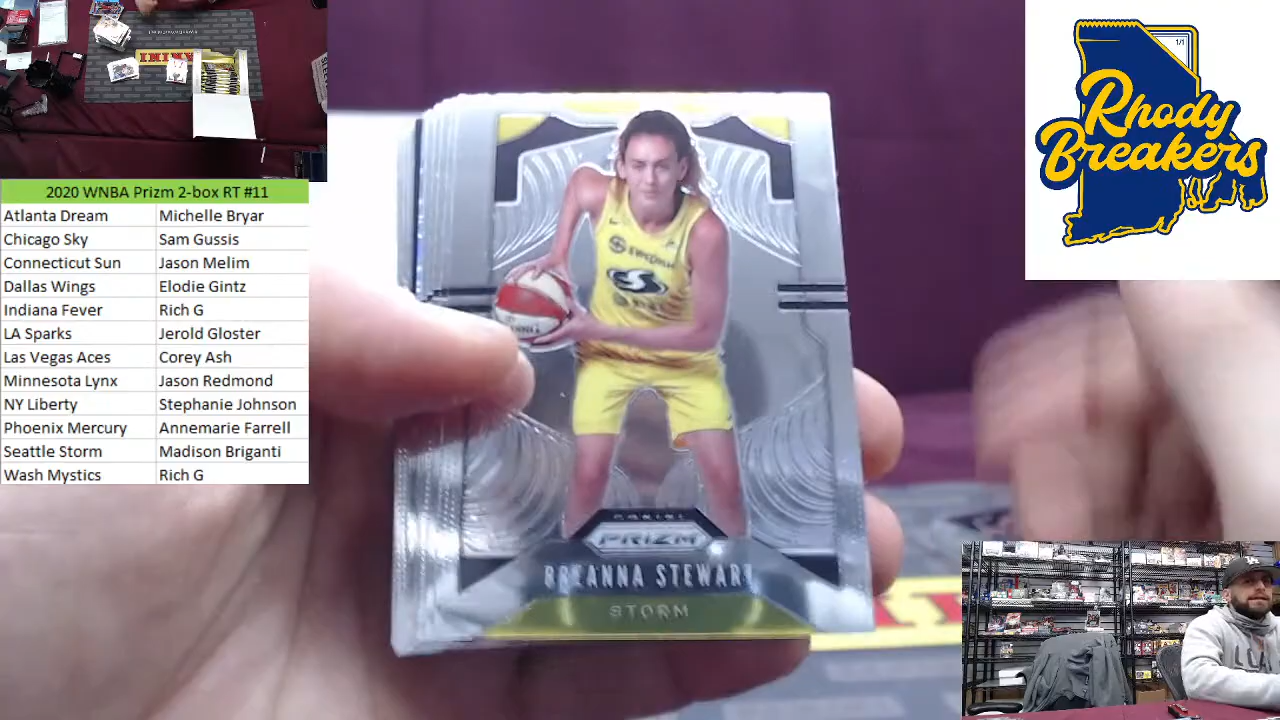 2020 WNBA Prizm 2-box RT #11
Atlanta Dream Michelle Bryar
Chicago Sky Sam Gussis
Connecticut Sun Jason Melim
Dallas Wings Elodie Gintz
Indiana Fever Rich G
LA Sparks Jerold Gloster
Las Vegas Aces Corey Ash
Minnesota Lynx Jason Redmond
NY Liberty Stephanie Johnson
Phoenix Mercury Annemarie Farrell
Seattle Storm Madison Briganti
Wash Mystics Rich G
PANINI
PRIZM
BREANNA STEWART
STORM
1/1
Rhody
Breakers